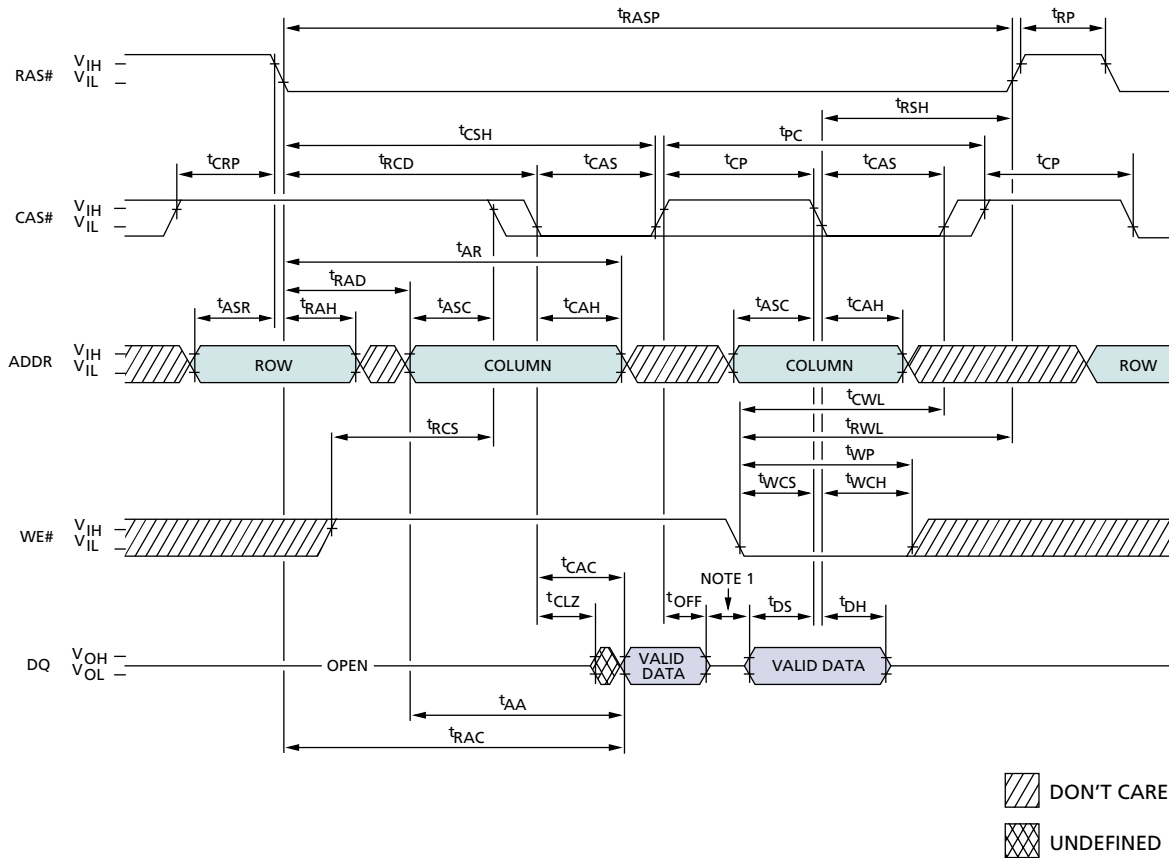 tRASP
tRP
RAS#
VIH
VIL
tRSH
tCSH
tPC
tCRP
tRCD
tCAS
tCP
tCAS
tCP
CAS#
VIH
VIL
tAR
tRAD
tASR
tRAH
tASC
tCAH
tASC
tCAH
ADDR
VIH
VIL
ROW
COLUMN
COLUMN
ROW
tCWL
tRCS
tRWL
tWP
tWCS
tWCH
WE#
VIH
VIL
tCAC
NOTE 1
tCLZ
tOFF
tDS
tDH
DQ
VOH
VOL
OPEN
VALID
DATA
VALID DATA
tAA
tRAC
DON'T CARE
UNDEFINED